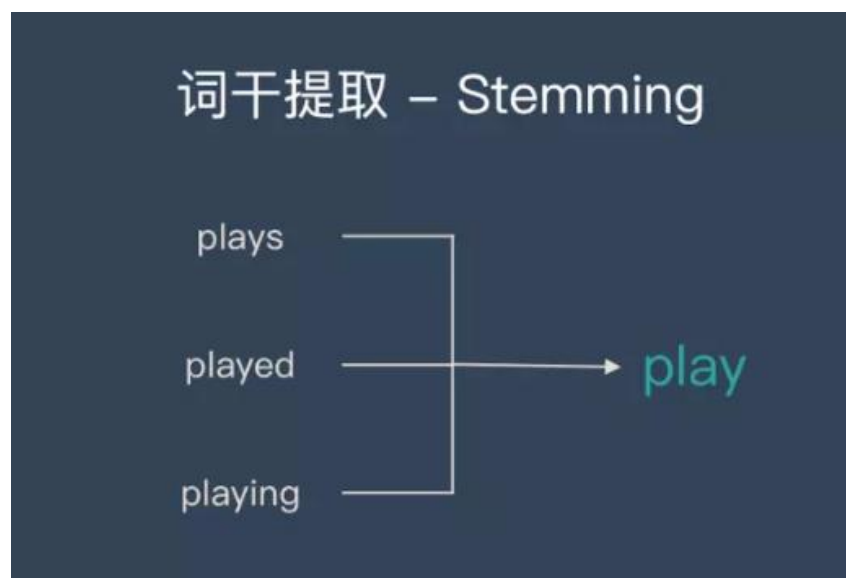 词干提取 – Stemming
plays
played
play
playing